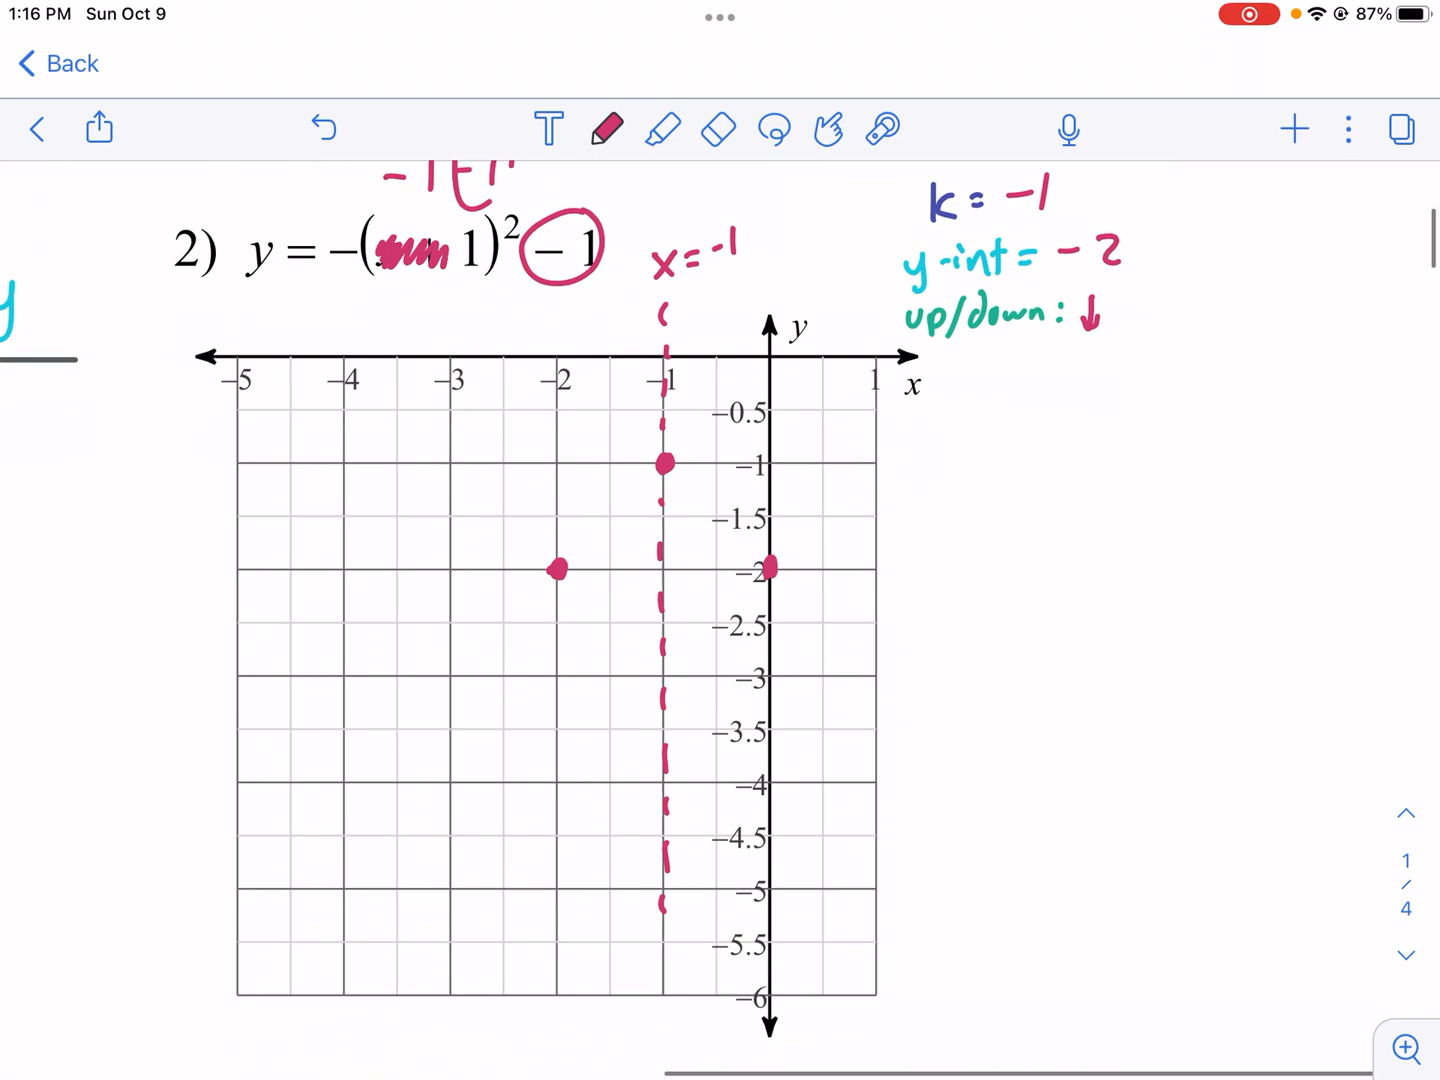 1:16 PM Sun Oct 9
87%
Back
k = -1
2) y = –( 1)² – 1
x = -1
y-int = - 2
up/down: ↓
y
y
–5 –4 –3 –2 –1 1 x
–0.5
–1
–1.5
–2
–2.5
–3
–3.5
–4
–4.5
–5
–5.5
–6
1
/
4